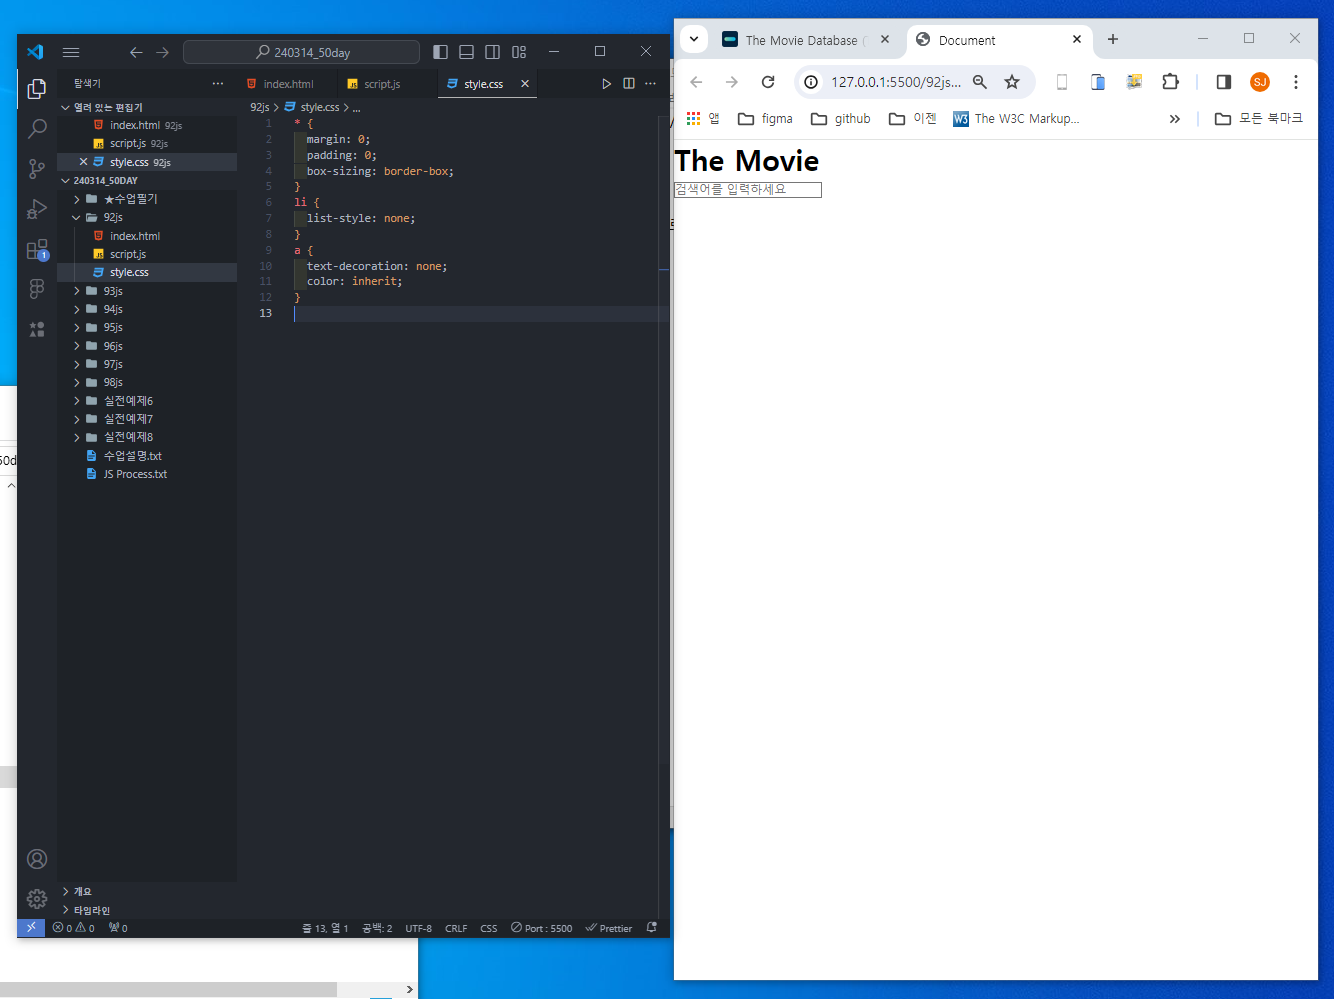 240314_50day
탐색기
index.html
script.js
style.css
열려 있는 편집기
index.html 92js
script.js 92js
style.css 92js
240314_50DAY
★수업필기
92js
index.html
script.js
style.css
93js
94js
95js
96js
97js
98js
실전예제6
실전예제7
실전예제8
수업설명.txt
JS Process.txt
개요
타임라인
92js > style.css > ...
1 * {
2 margin: 0;
3 padding: 0;
4 box-sizing: border-box;
5 }
6 li {
7 list-style: none;
8 }
9 a {
10 text-decoration: none;
11 color: inherit;
12 }
13
0 0 0
줄 13, 열 1 공백: 2 UTF-8 CRLF CSS Port : 5500 Prettier
1
The Movie Database (
Document
127.0.0.1:5500/92js...
SJ
앱 figma github 이젠 W3 The W3C Markup... 모든 북마크
The Movie
검색어를 입력하세요
50d